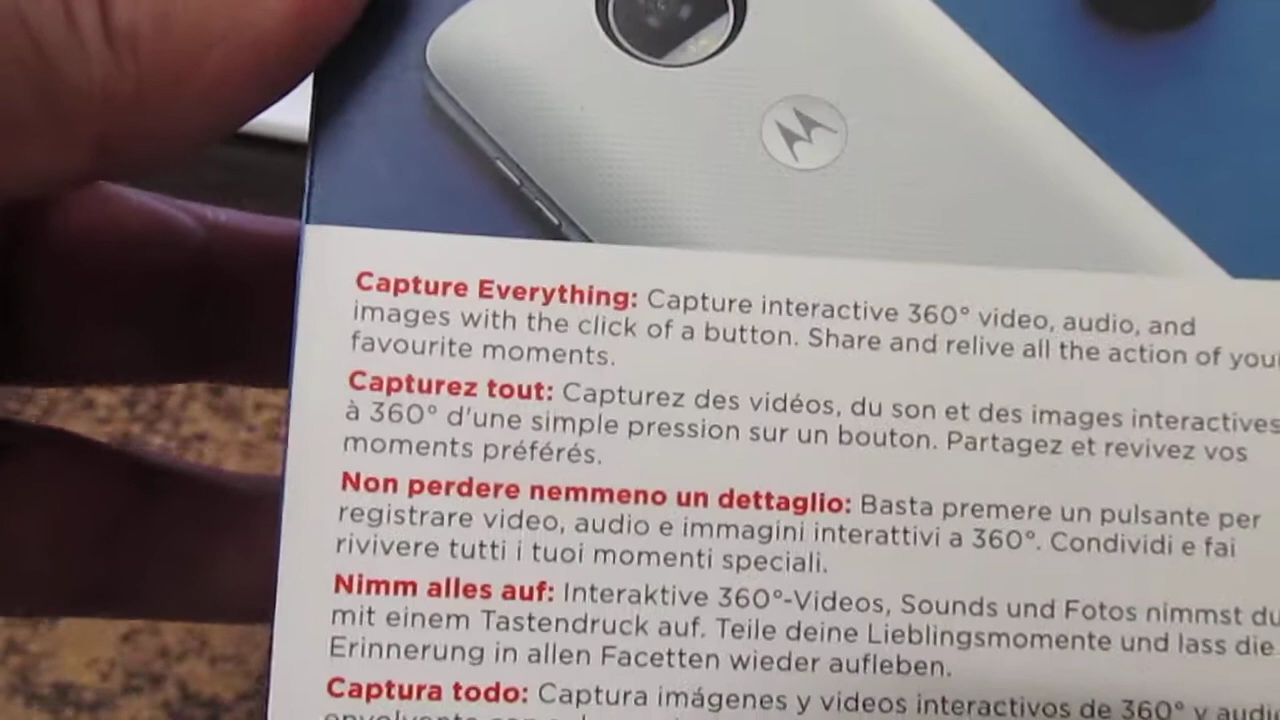 Capture Everything: Capture interactive 360° video, audio, and
images with the click of a button. Share and relive all the action of your
favourite moments.
Capturez tout: Capturez des vidéos, du son et des images interactives
à 360° d'une simple pression sur un bouton. Partagez et revivez vos
moments préférés.
Non perdere nemmeno un dettaglio: Basta premere un pulsante per
registrare video, audio e immagini interattivi a 360°. Condividi e fai
rivivere tutti i tuoi momenti speciali.
Nimm alles auf: Interaktive 360°-Videos, Sounds und Fotos nimmst du
mit einem Tastendruck auf. Teile deine Lieblingsmomente und lass die
Erinnerung in allen Facetten wieder aufleben.
Captura todo: Captura imágenes y videos interactivos de 360° y audio